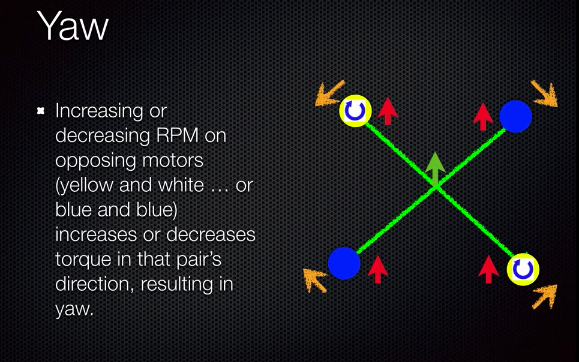 Yaw
Increasing or
decreasing RPM on
opposing motors
(yellow and white … or
blue and blue)
increases or decreases
torque in that pair's
direction, resulting in
yaw.